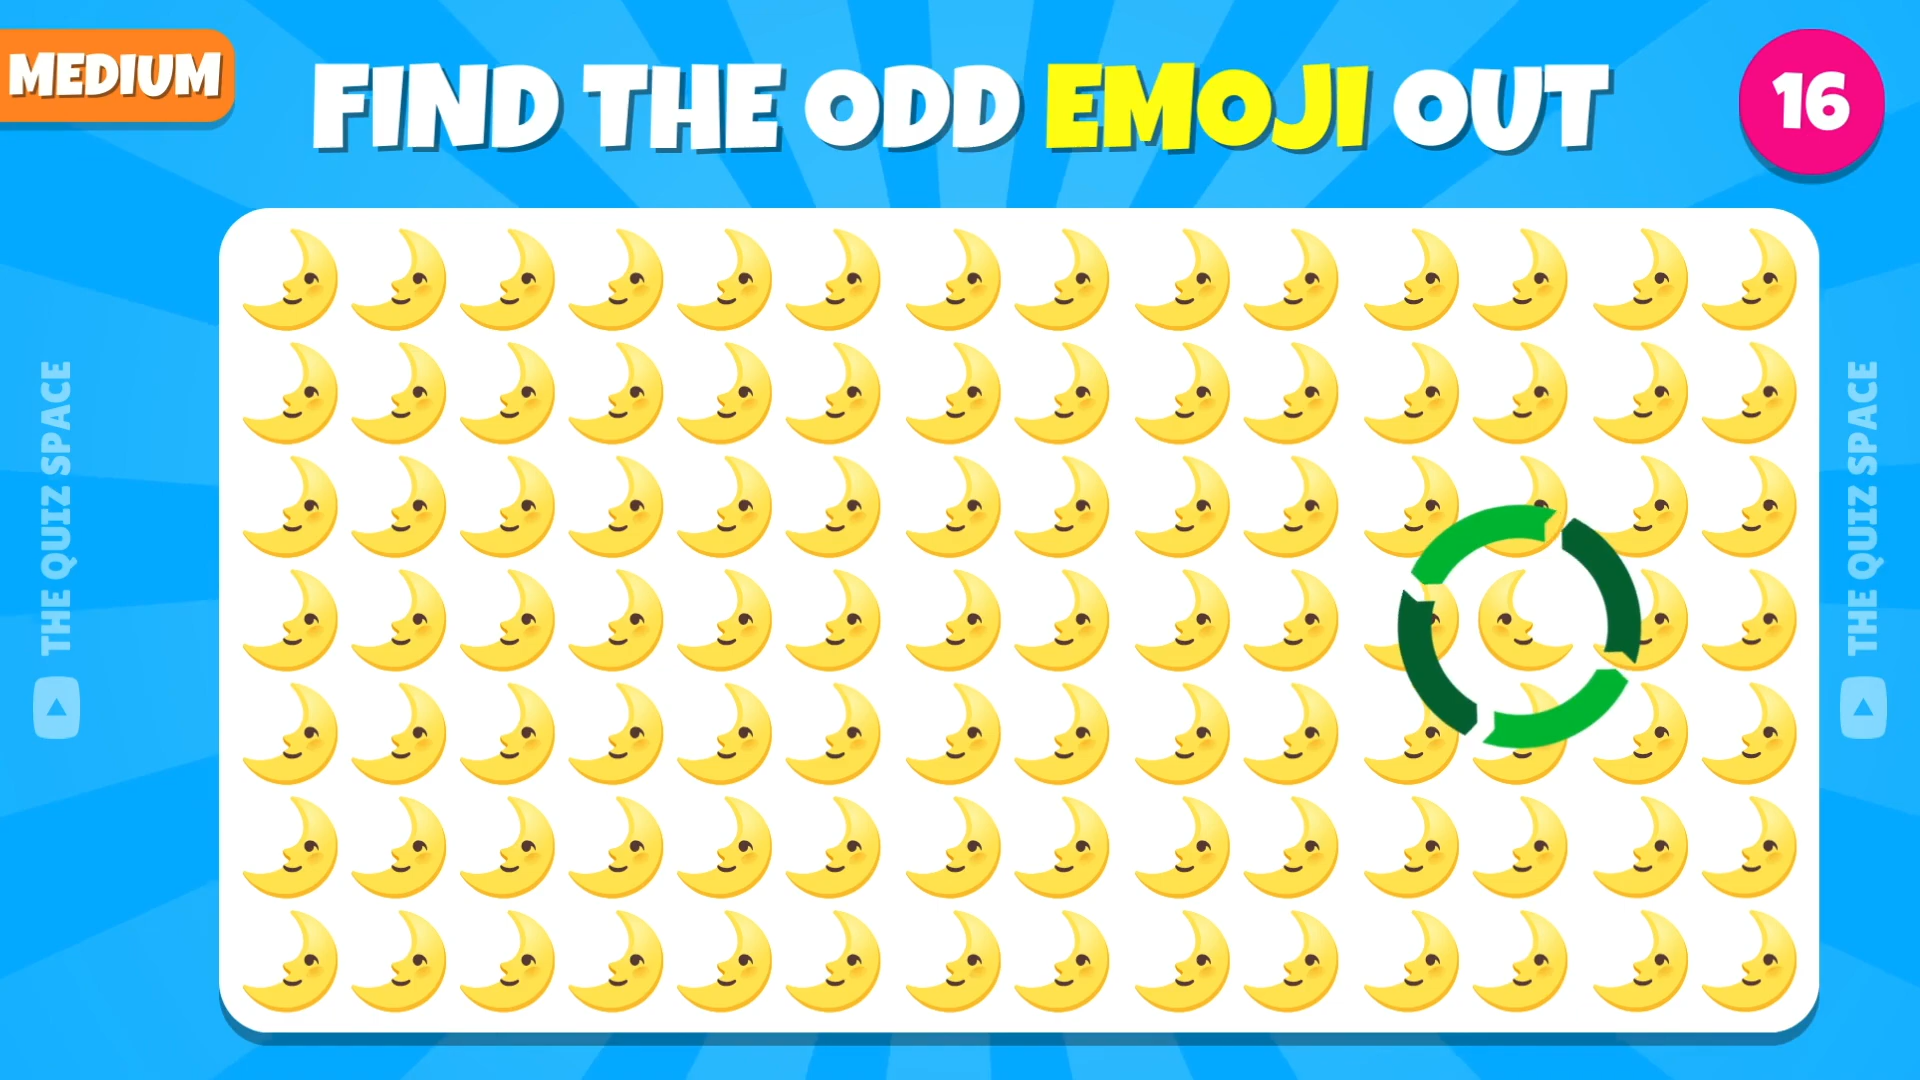 MEDIUM
FIND THE ODD EMOJI OUT
16
THE QUIZ SPACE
THE QUIZ SPACE